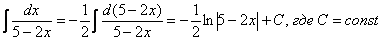 ∫ dx/(5−2x) = −1/2 ∫ d(5−2x)/(5−2x) = −1/2 ln|5−2x| + C, где C = const